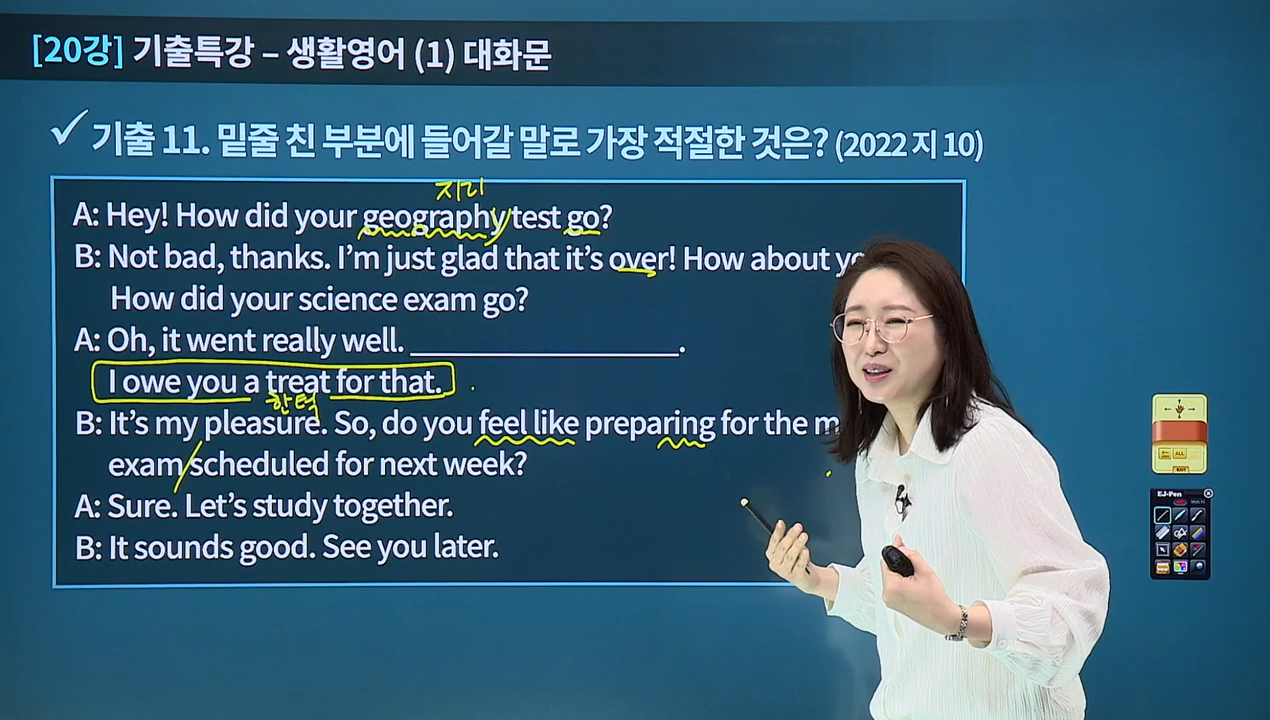 [20강] 기출특강 – 생활영어 (1) 대화문
✓ 기출 11. 밑줄 친 부분에 들어갈 말로 가장 적절한 것은? (2022 지 10)
지리
A: Hey! How did your geography test go?
B: Not bad, thanks. I’m just glad that it’s over! How about
How did your science exam go?
A: Oh, it went really well. ____________________.
I owe you a treat for that.
한턱
B: It’s my pleasure. So, do you feel like preparing for the
exam scheduled for next week?
A: Sure. Let’s study together.
B: It sounds good. See you later.
ALL
EXIT
EJ-Pen